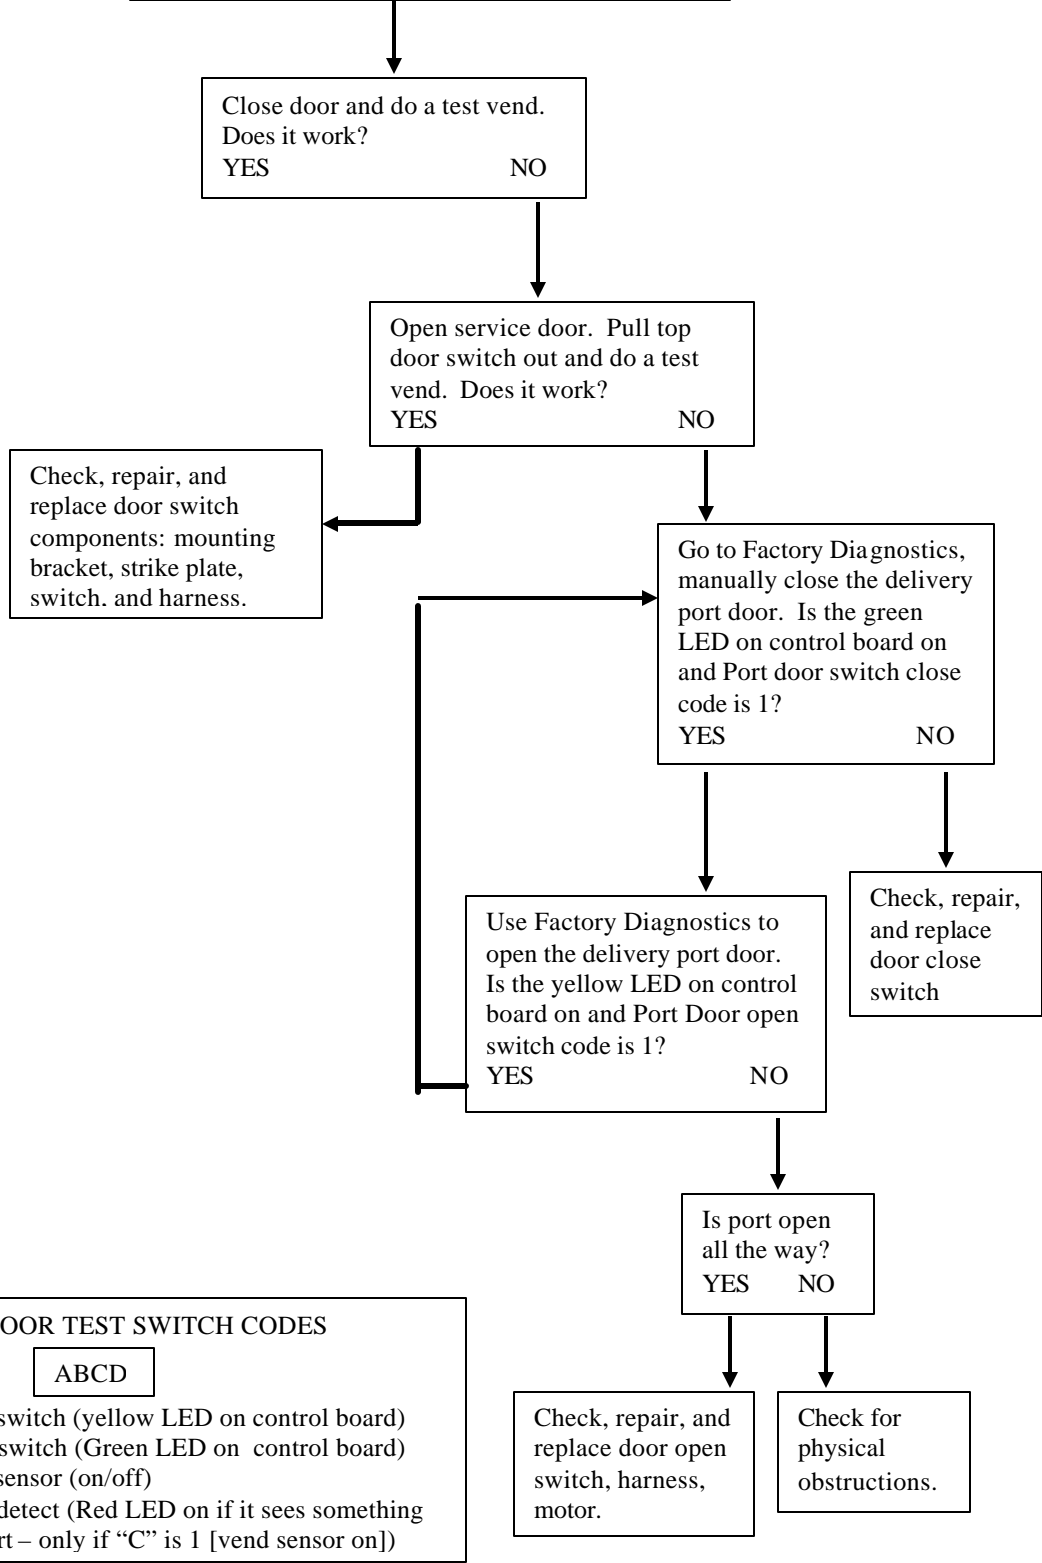 Close door and do a test vend.
Does it work?
YES NO
Open service door. Pull top
door switch out and do a test
vend. Does it work?
YES NO
Check, repair, and
replace door switch
components: mounting
bracket, strike plate,
switch, and harness.
Go to Factory Diagnostics,
manually close the delivery
port door. Is the green
LED on control board on
and Port door switch close
code is 1?
YES NO
Check, repair,
and replace
door close
switch
Use Factory Diagnostics to
open the delivery port door.
Is the yellow LED on control
board on and Port Door open
switch code is 1?
YES NO
Is port open
all the way?
YES NO
Check, repair, and
replace door open
switch, harness,
motor.
Check for
physical
obstructions.
OOR TEST SWITCH CODES
ABCD
switch (yellow LED on control board)
switch (Green LED on control board)
sensor (on/off)
detect (Red LED on if it sees something
rt – only if “C” is 1 [vend sensor on])